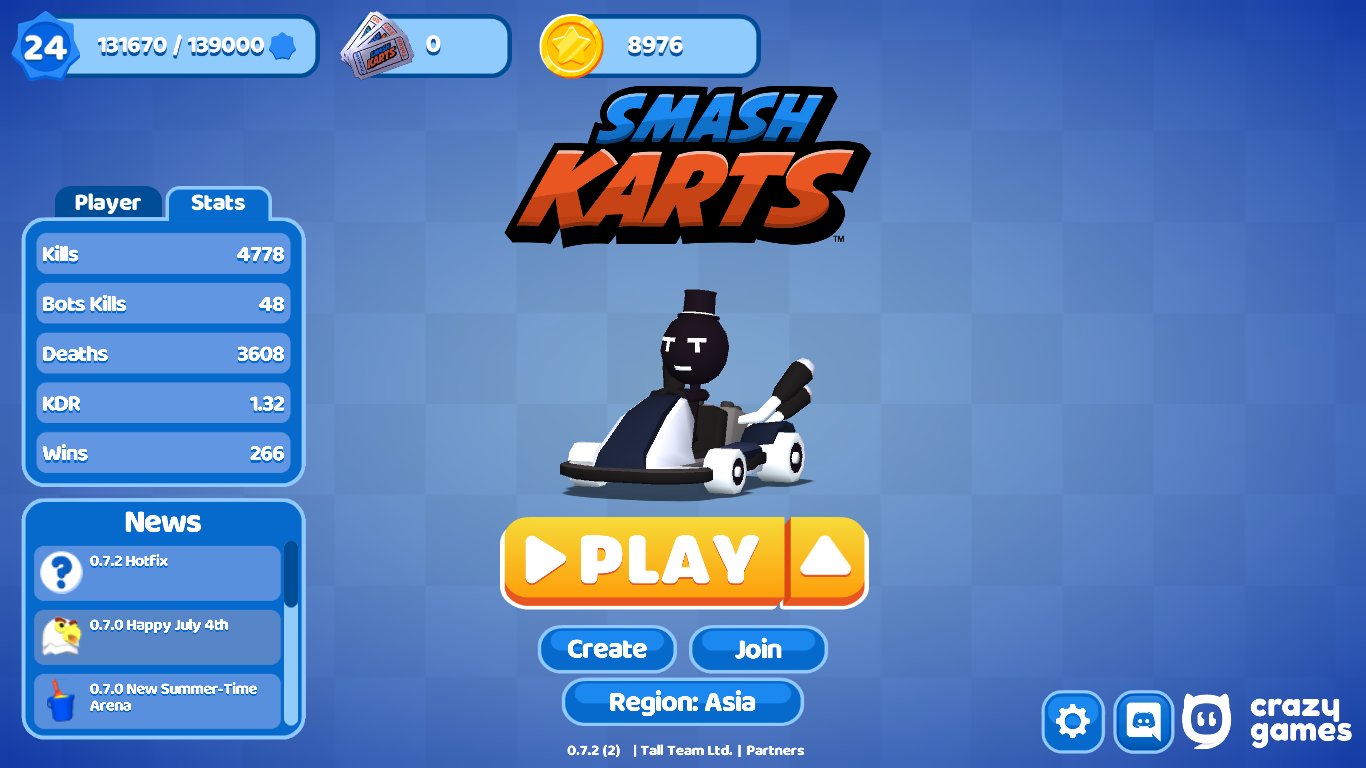 24
131670 / 139000
0
8976
SMASH
KARTS
TM
Player
Stats
Kills 4778
Bots Kills 48
Deaths 3608
KDR 1.32
Wins 266
News
0.7.2 Hotfix
0.7.0 Happy July 4th
0.7.0 New Summer-Time
Arena
PLAY
Create
Join
Region: Asia
0.7.2 (2) | Tall Team Ltd. | Partners
crazy
games